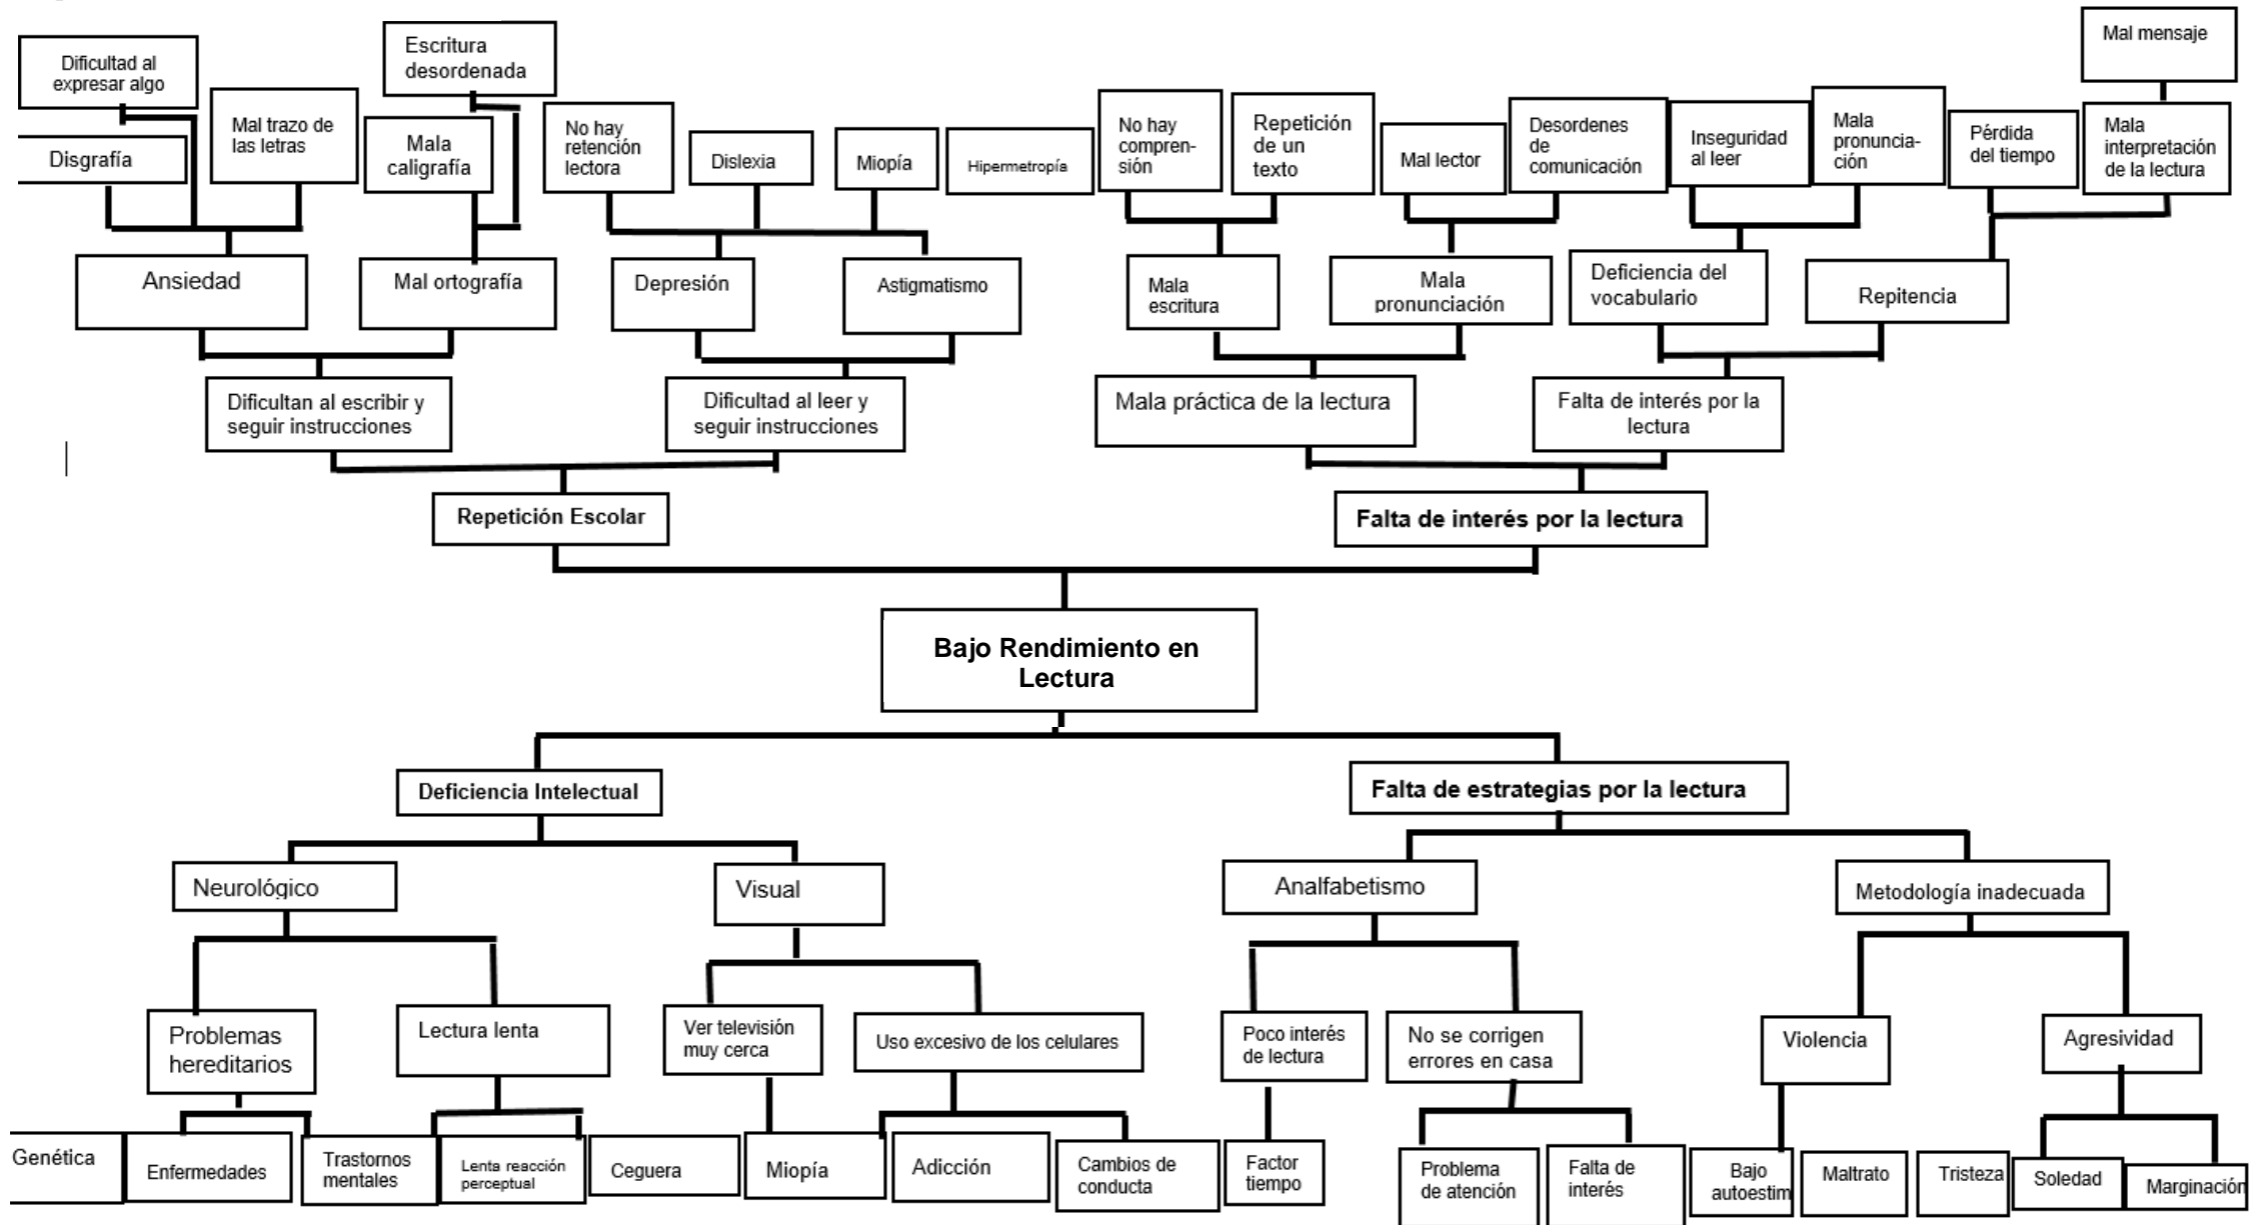 Mal mensaje
Escritura
desordenada
Dificultad al
expresar algo
Disgrafía
Mal trazo de
las letras
Mala
caligrafía
No hay
retención
lectora
Dislexia
Miopía
Hipermetropía
No hay
compren-
sión
Repetición
de un
texto
Mal lector
Desordenes
de
comunicación
Inseguridad
al leer
Mala
pronuncia-
ción
Pérdida
del tiempo
Mala
interpretación
de la lectura
Ansiedad
Mal ortografía
Depresión
Astigmatismo
Mala
escritura
Mala
pronunciación
Deficiencia del
vocabulario
Repitencia
Dificultan al escribir y
seguir instrucciones
Dificultad al leer y
seguir instrucciones
Mala práctica de la lectura
Falta de interés por la
lectura
Repetición Escolar
Falta de interés por la lectura
Bajo Rendimiento en
Lectura
Deficiencia Intelectual
Falta de estrategias por la lectura
Neurológico
Visual
Analfabetismo
Metodología inadecuada
Problemas
hereditarios
Lectura lenta
Ver televisión
muy cerca
Uso excesivo de los celulares
Poco interés
de lectura
No se corrigen
errores en casa
Violencia
Agresividad
Genética
Enfermedades
Trastornos
mentales
Lenta reacción
perceptual
Ceguera
Miopía
Adicción
Cambios de
conducta
Factor
tiempo
Problema
de atención
Falta de
interés
Bajo
autoestim
Maltrato
Tristeza
Soledad
Marginación